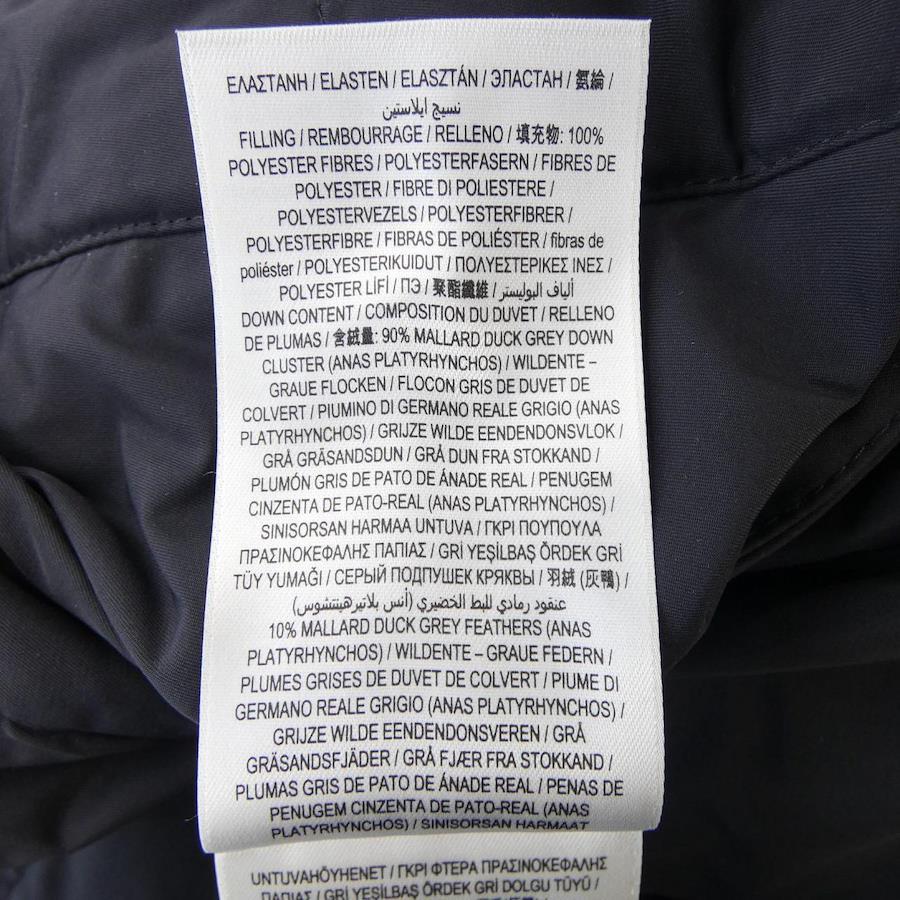 ΕΛΑΣΤΑΝΗ / ELASTEN / ELASZTÁN / ЭЛАСТАН / 氨綸 /
نسيج ايلاستين
FILLING / REMBOURRAGE / RELLENO / 填充物: 100%
POLYESTER FIBRES / POLYESTERFASERN / FIBRES DE
POLYESTER / FIBRE DI POLIESTERE /
POLYESTERVEZELS / POLYESTERFIBRER /
POLYESTERFIBRE / FIBRAS DE POLIÉSTER / fibras de
poliéster / POLYESTERIKUIDUT / ΠΟΛΥΕΣΤΕΡΙΚΕΣ ΙΝΕΣ /
POLYESTER LİFİ / ПЭ / 聚酯纖維 / ألياف البوليستر
DOWN CONTENT / COMPOSITION DU DUVET / RELLENO
DE PLUMAS / 含絨量: 90% MALLARD DUCK GREY DOWN
CLUSTER (ANAS PLATYRHYNCHOS) / WILDENTE –
GRAUE FLOCKEN / FLOCON GRIS DE DUVET DE
COLVERT / PIUMINO DI GERMANO REALE GRIGIO (ANAS
PLATYRHYNCHOS) / GRIJZE WILDE EENDENDONSVLOK /
GRÅ GRÄSANDSDUN / GRÅ DUN FRA STOKKAND /
PLUMÓN GRIS DE PATO DE ÁNADE REAL / PENUGEM
CINZENTA DE PATO-REAL (ANAS PLATYRHYNCHOS) /
SINISORSAN HARMAA UNTUVA / ΓΚΡΙ ΠΟΥΠΟΥΛΑ
ΠΡΑΣΙΝΟΚΕΦΑΛΗΣ ΠΑΠΙΑΣ / GRİ YEŞİLBAŞ ÖRDEK GRİ
TÜY YUMAĞI / СЕРЫЙ ПОДПУШЕК КРЯКВЫ / 羽絨 (灰鴨) /
عنقود رمادي للبط الخضيري (أنس بلاتيرهينتشوس)
10% MALLARD DUCK GREY FEATHERS (ANAS
PLATYRHYNCHOS) / WILDENTE – GRAUE FEDERN /
PLUMES GRISES DE DUVET DE COLVERT / PIUME DI
GERMANO REALE GRIGIO (ANAS PLATYRHYNCHOS) /
GRIJZE WILDE EENDENDONSVEREN / GRÅ
GRÄSANDSFJÄDER / GRÅ FJÆR FRA STOKKAND /
PLUMAS GRIS DE PATO DE ÁNADE REAL / PENAS DE
PENUGEM CINZENTA DE PATO-REAL (ANAS
PLATYRHYNCHOS) / SINISORSAN HARMAAT
UNTUVAHÖYHENET / ΓΚΡΙ ΦΤΕΡΑ ΠΡΑΣΙΝΟΚΕΦΑΛΗΣ
ΠΑΠΙΑΣ / GRİ YEŞİLBAŞ ÖRDEK GRİ DOLGU TÜYÜ /